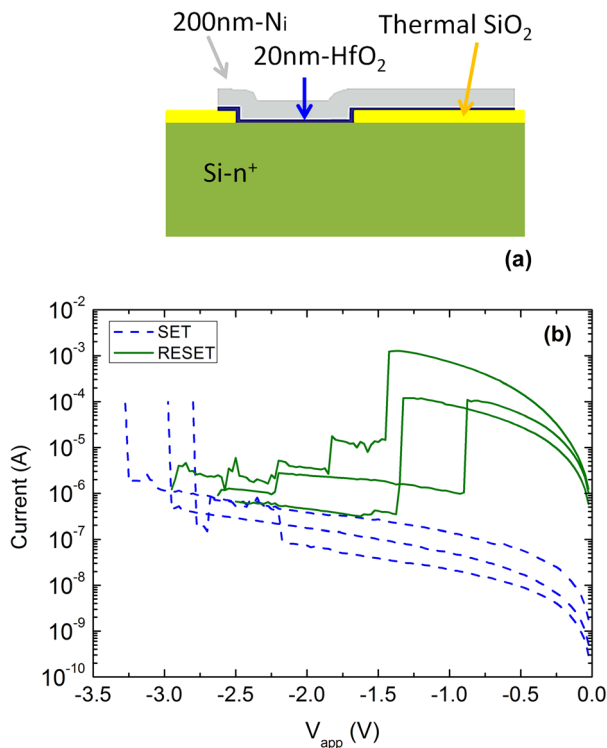 200nm-Ni
Thermal SiO₂
20nm-HfO₂
Si-n⁺
(a)
(b)
SET
RESET
Current (A)
10⁻²
10⁻³
10⁻⁴
10⁻⁵
10⁻⁶
10⁻⁷
10⁻⁸
10⁻⁹
10⁻¹⁰
-3.5 -3.0 -2.5 -2.0 -1.5 -1.0 -0.5 0.0
V_app (V)